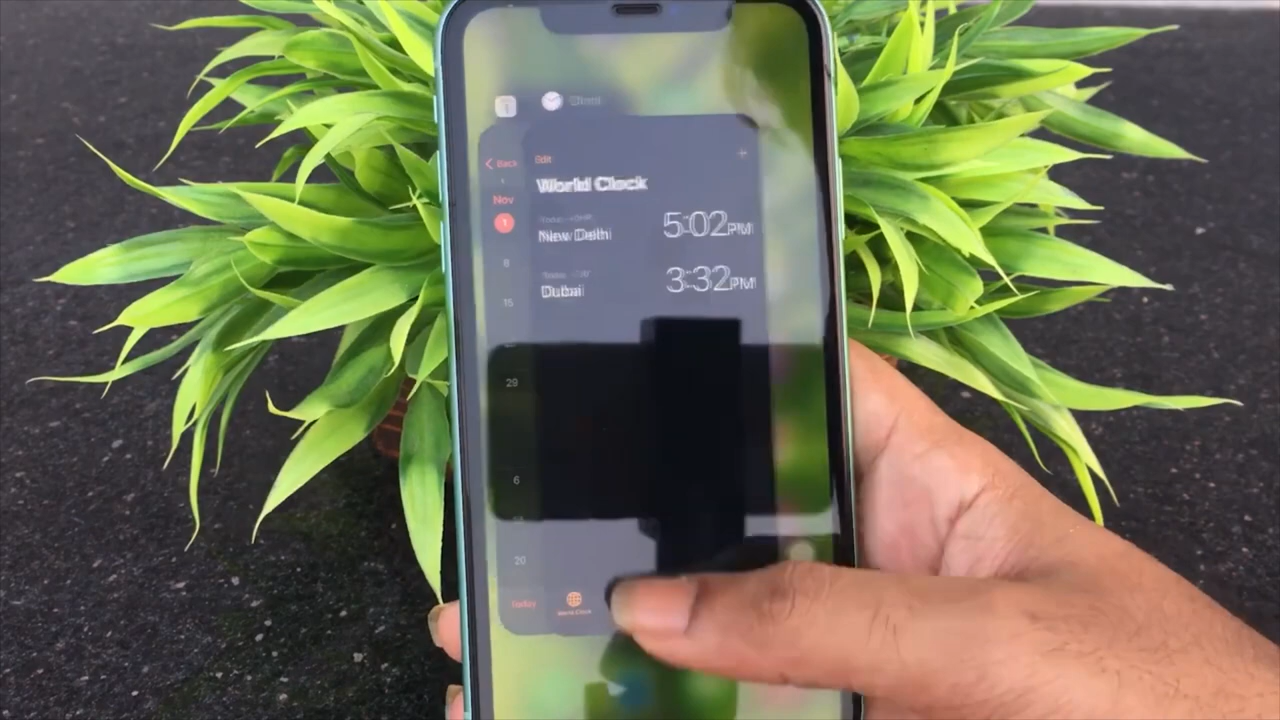 Clock
Back
Edit
+
World Clock
Nov
1
New Delhi
5:02PM
8
Dubai
3:32PM
15
29
6
20
Today
World Clock